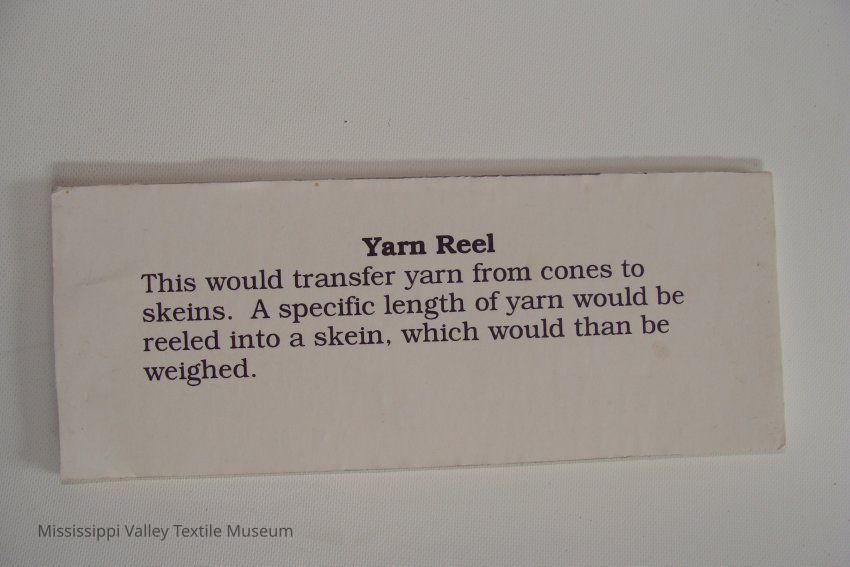 Yarn Reel
This would transfer yarn from cones to
skeins. A specific length of yarn would be
reeled into a skein, which would than be
weighed.
Mississippi Valley Textile Museum